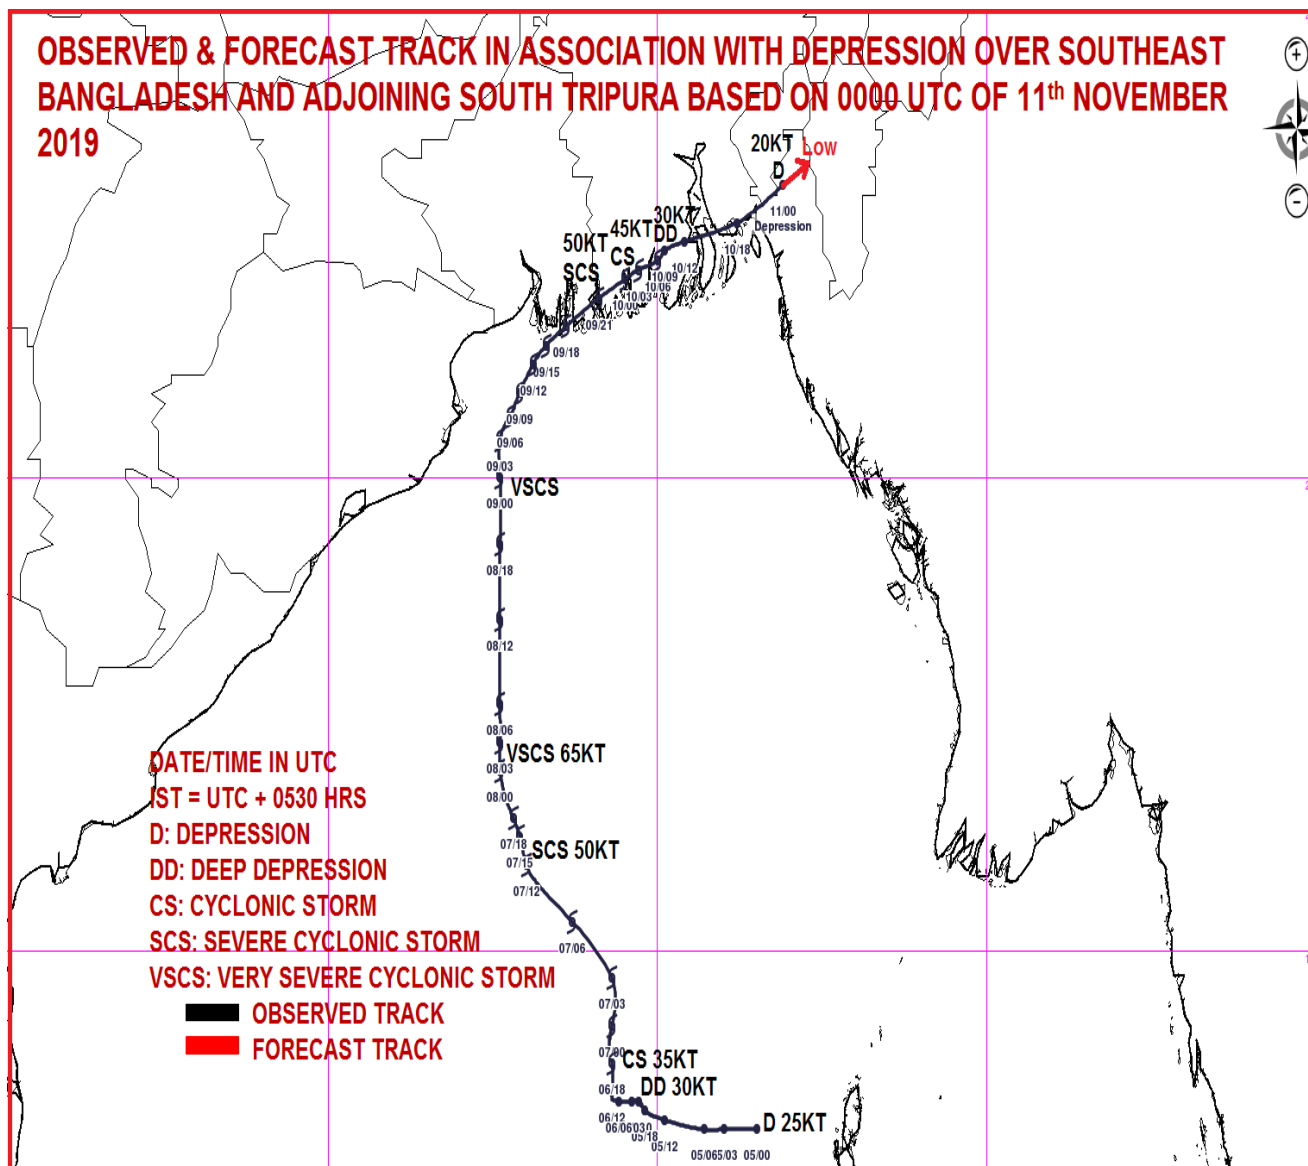 OBSERVED & FORECAST TRACK IN ASSOCIATION WITH DEPRESSION OVER SOUTHEAST
BANGLADESH AND ADJOINING SOUTH TRIPURA BASED ON 0000 UTC OF 11th NOVEMBER
2019
20KT
Low
D
11/00
Depression
10/18
30KT
DD
10/12
10/09
10/06
45KT
CS
10/03
10/00
50KT
SCS
09/21
09/18
09/15
09/12
09/09
09/06
09/03
VSCS
09/00
08/18
08/12
08/06
VSCS 65KT
08/03
08/00
07/18
SCS 50KT
07/15
07/12
07/06
07/03
07/00
CS 35KT
06/18
DD 30KT
06/12
05/18
05/12
D 25KT
05/00
DATE/TIME IN UTC
IST = UTC + 0530 HRS
D: DEPRESSION
DD: DEEP DEPRESSION
CS: CYCLONIC STORM
SCS: SEVERE CYCLONIC STORM
VSCS: VERY SEVERE CYCLONIC STORM
OBSERVED TRACK
FORECAST TRACK